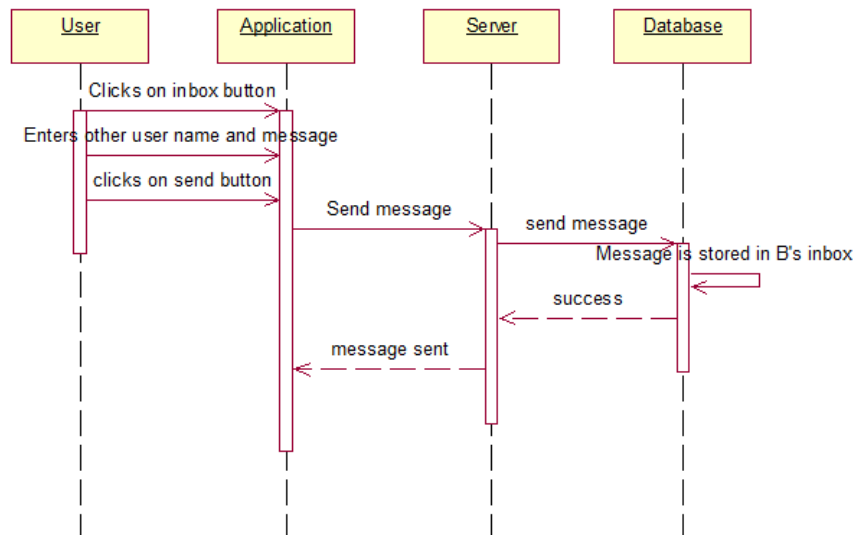 User
Application
Server
Database
Clicks on inbox button
Enters other user name and message
clicks on send button
Send message
send message
Message is stored in B's inbox
success
message sent